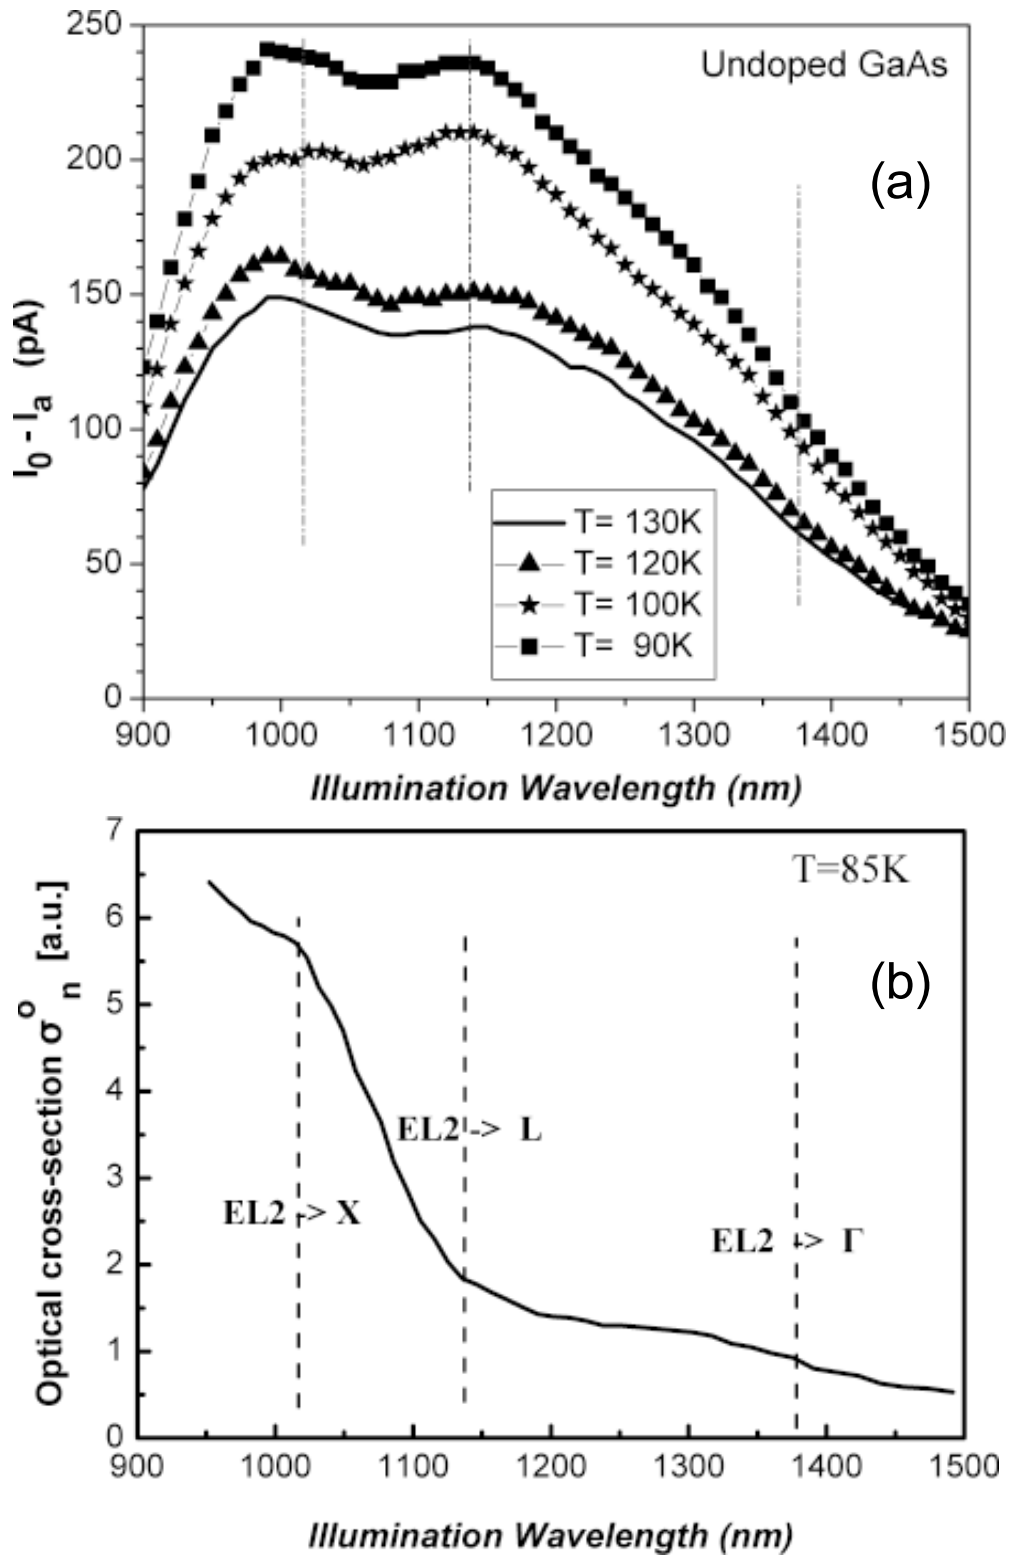 250
200
150
100
50
0
I0 - Ia (pA)
Undoped GaAs
(a)
T= 130K
T= 120K
T= 100K
T= 90K
900 1000 1100 1200 1300 1400 1500
Illumination Wavelength (nm)
7
6
5
4
3
2
1
0
Optical cross-section σ°n [a.u.]
T=85K
(b)
EL2 -> L
EL2 -> X
EL2 -> Γ
900 1000 1100 1200 1300 1400 1500
Illumination Wavelength (nm)